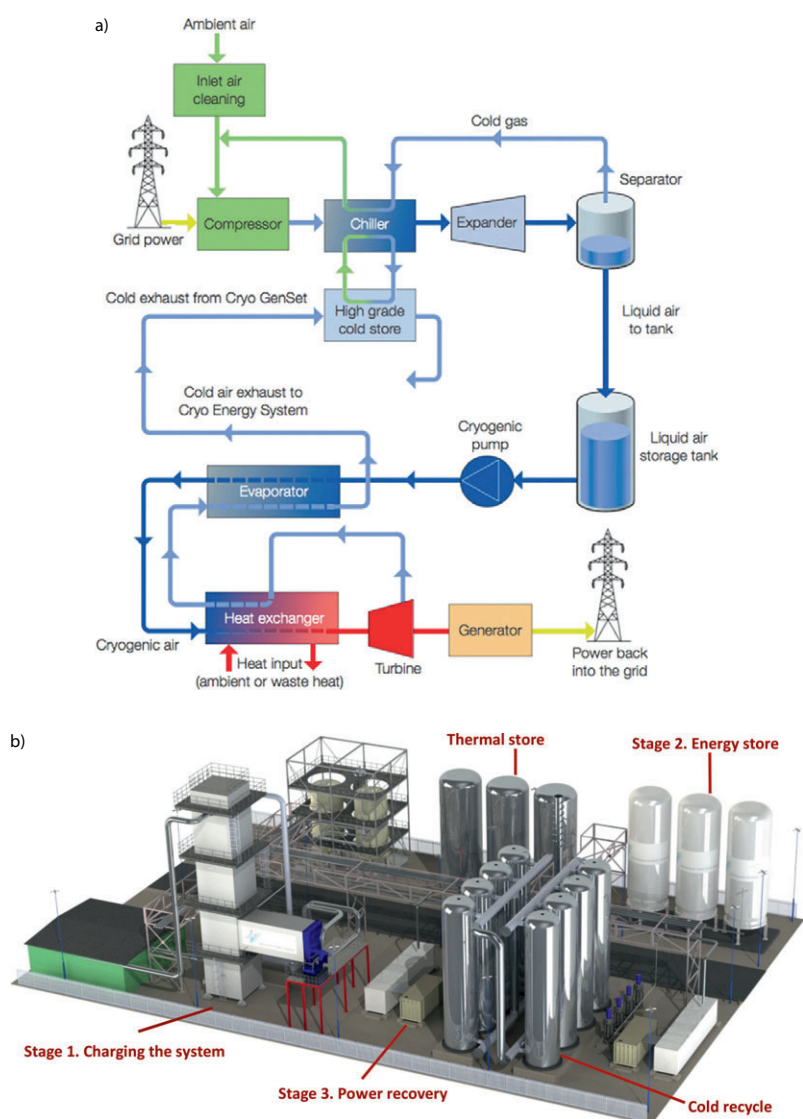 a)
Ambient air
Inlet air
cleaning
Cold gas
Separator
Grid power
Compressor
Chiller
Expander
Cold exhaust from Cryo GenSet
High grade
cold store
Liquid air
to tank
Cold air exhaust to
Cryo Energy System
Cryogenic
pump
Liquid air
storage tank
Evaporator
Cryogenic air
Heat exchanger
Heat input
(ambient or waste heat)
Turbine
Generator
Power back
into the grid
b)
Thermal store
Stage 2. Energy store
Stage 1. Charging the system
Stage 3. Power recovery
Cold recycle